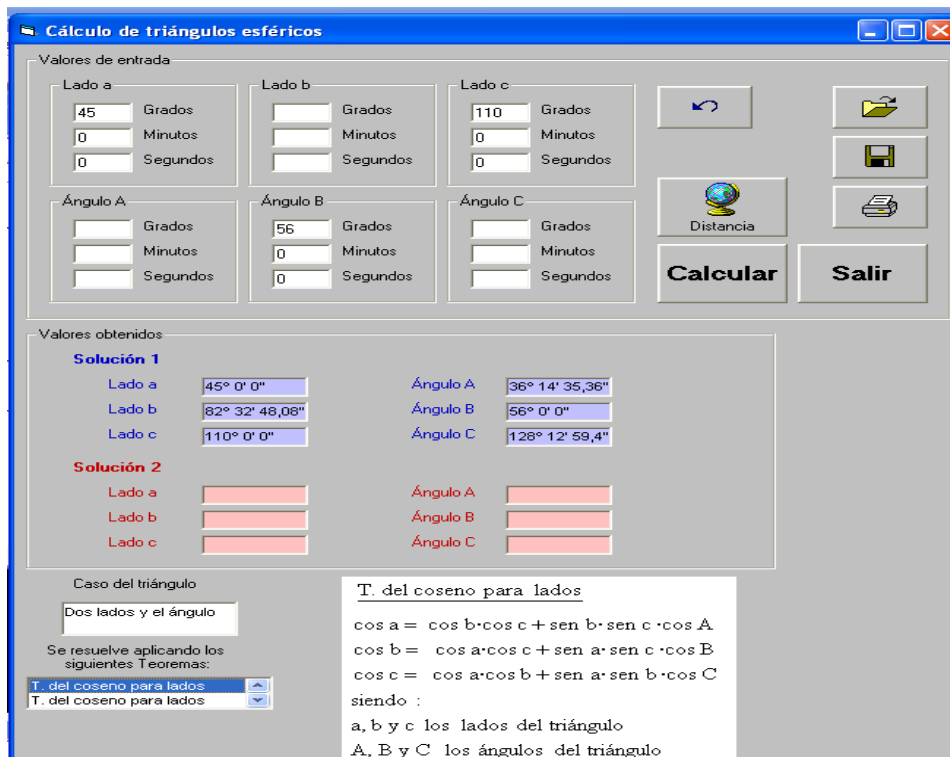 Cálculo de triángulos esféricos
Valores de entrada
Lado a Lado b Lado c
45 Grados Grados 110 Grados
0 Minutos Minutos 0 Minutos
0 Segundos Segundos 0 Segundos
Ángulo A Ángulo B Ángulo C
Grados 56 Grados Grados
Minutos 0 Minutos Minutos
Segundos 0 Segundos Segundos
Distancia
Calcular Salir
Valores obtenidos
Solución 1
Lado a 45° 0' 0" Ángulo A 36° 14' 35,36"
Lado b 82° 32' 48,08" Ángulo B 56° 0' 0"
Lado c 110° 0' 0" Ángulo C 128° 12' 59,4"
Solución 2
Lado a Ángulo A
Lado b Ángulo B
Lado c Ángulo C
Caso del triángulo
Dos lados y el ángulo
Se resuelve aplicando los
siguientes Teoremas:
T. del coseno para lados
T. del coseno para lados
T. del coseno para lados
cos a = cos b·cos c + sen b· sen c ·cos A
cos b = cos a·cos c + sen a· sen c ·cos B
cos c = cos a·cos b + sen a· sen b ·cos C
siendo :
a, b y c los lados del triángulo
A, B y C los ángulos del triángulo